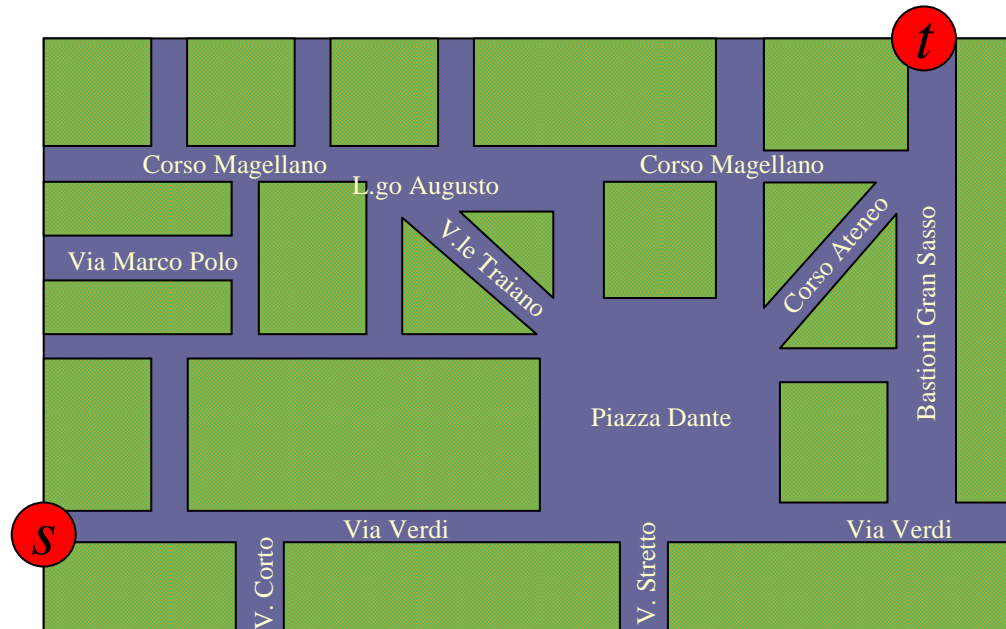 t
Corso Magellano
Corso Magellano
L.go Augusto
V.le Traiano
Corso Ateneo
Via Marco Polo
Bastioni Gran Sasso
Piazza Dante
s
Via Verdi
Via Verdi
V. Corto
V. Stretto